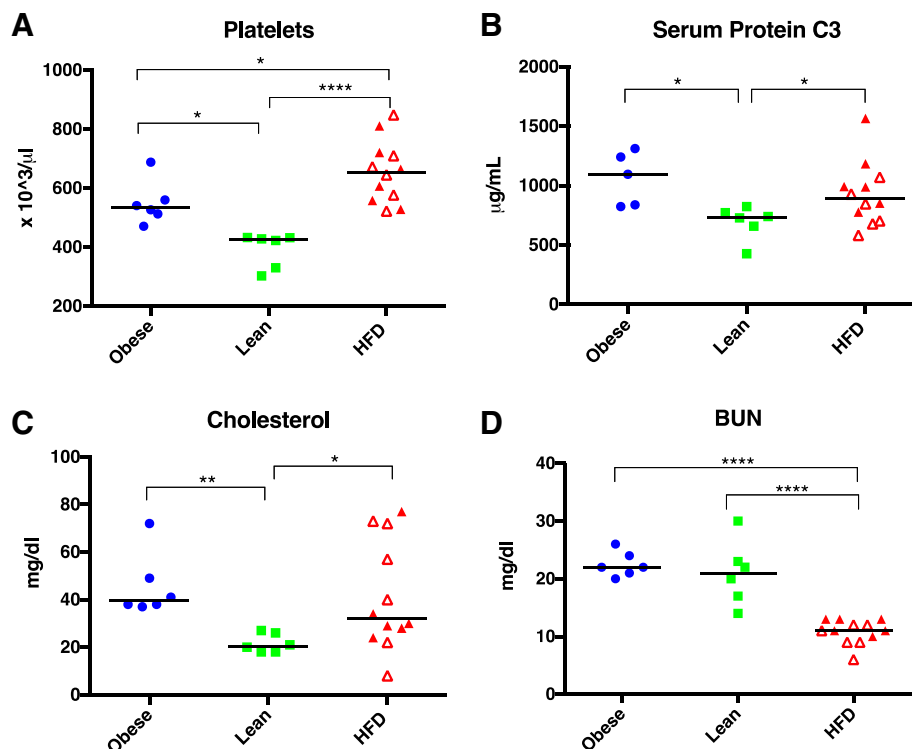 A
Platelets
x 10^3/µl
1000
800
600
400
200
*
*
****
Obese
Lean
HFD
B
Serum Protein C3
µg/mL
2000
1500
1000
500
0
*
*
Obese
Lean
HFD
C
Cholesterol
mg/dl
100
80
60
40
20
0
**
*
Obese
Lean
HFD
D
BUN
mg/dl
40
30
20
10
0
****
****
Obese
Lean
HFD